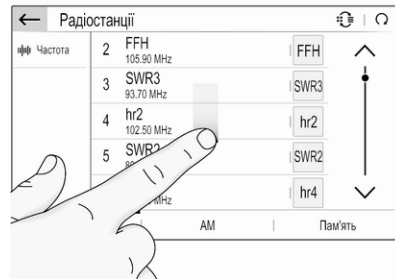 Радіостанції
Частота
2 FFH FFH
105.90 MHz
3 SWR3 SWR3
93.70 MHz
4 hr2 hr2
102.50 MHz
5 SWR2 SWR2
MHz hr4
AM Пам'ять